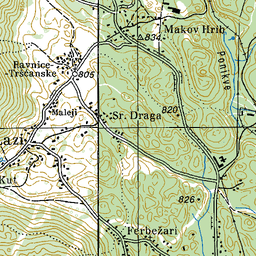 Makov Hrib
834
Ponikve
Ravnice-
Trščanske
805
Maleji
Sr. Draga
820
Lazi
Kut
826
Ferbežari